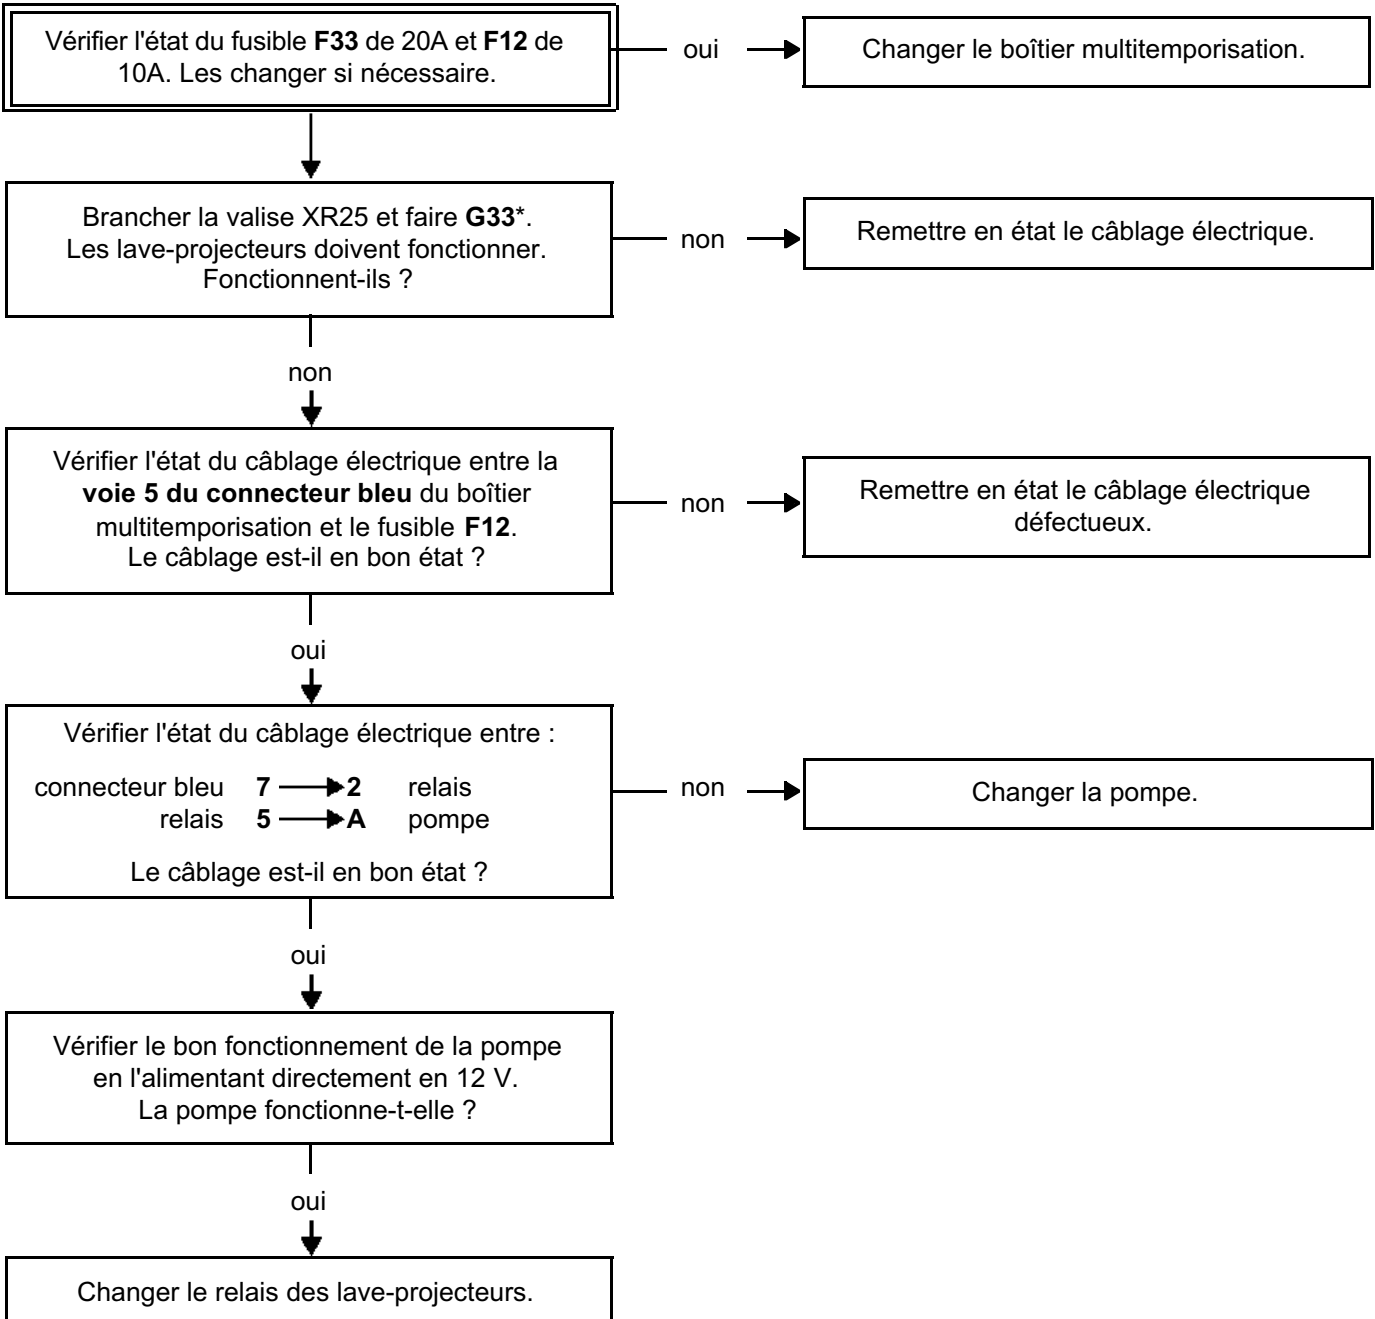 Vérifier l'état du fusible F33 de 20A et F12 de
10A. Les changer si nécessaire.
oui
Changer le boîtier multitemporisation.
Brancher la valise XR25 et faire G33*.
Les lave-projecteurs doivent fonctionner.
Fonctionnent-ils ?
non
Remettre en état le câblage électrique.
non
Vérifier l'état du câblage électrique entre la
voie 5 du connecteur bleu du boîtier
multitemporisation et le fusible F12.
Le câblage est-il en bon état ?
non
Remettre en état le câblage électrique
défectueux.
oui
Vérifier l'état du câblage électrique entre :
connecteur bleu 7 → 2 relais
relais 5 → A pompe
Le câblage est-il en bon état ?
non
Changer la pompe.
oui
Vérifier le bon fonctionnement de la pompe
en l'alimentant directement en 12 V.
La pompe fonctionne-t-elle ?
oui
Changer le relais des lave-projecteurs.